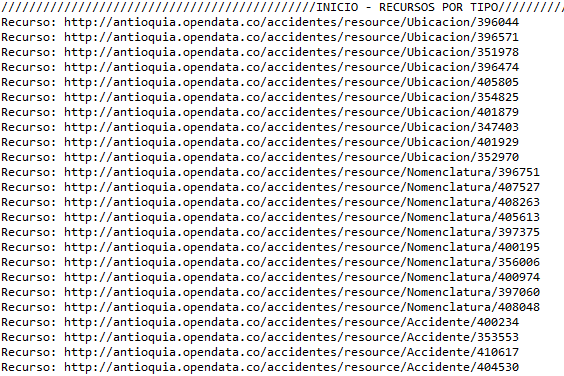 /////////////////////////////////////////////INICIO - RECURSOS POR TIPO//////////
Recurso: http://antioquia.opendata.co/accidentes/resource/Ubicacion/396044
Recurso: http://antioquia.opendata.co/accidentes/resource/Ubicacion/396571
Recurso: http://antioquia.opendata.co/accidentes/resource/Ubicacion/351978
Recurso: http://antioquia.opendata.co/accidentes/resource/Ubicacion/396474
Recurso: http://antioquia.opendata.co/accidentes/resource/Ubicacion/405805
Recurso: http://antioquia.opendata.co/accidentes/resource/Ubicacion/354825
Recurso: http://antioquia.opendata.co/accidentes/resource/Ubicacion/401879
Recurso: http://antioquia.opendata.co/accidentes/resource/Ubicacion/347403
Recurso: http://antioquia.opendata.co/accidentes/resource/Ubicacion/401929
Recurso: http://antioquia.opendata.co/accidentes/resource/Ubicacion/352970
Recurso: http://antioquia.opendata.co/accidentes/resource/Nomenclatura/396751
Recurso: http://antioquia.opendata.co/accidentes/resource/Nomenclatura/407527
Recurso: http://antioquia.opendata.co/accidentes/resource/Nomenclatura/408263
Recurso: http://antioquia.opendata.co/accidentes/resource/Nomenclatura/405613
Recurso: http://antioquia.opendata.co/accidentes/resource/Nomenclatura/397375
Recurso: http://antioquia.opendata.co/accidentes/resource/Nomenclatura/400195
Recurso: http://antioquia.opendata.co/accidentes/resource/Nomenclatura/356006
Recurso: http://antioquia.opendata.co/accidentes/resource/Nomenclatura/400974
Recurso: http://antioquia.opendata.co/accidentes/resource/Nomenclatura/397060
Recurso: http://antioquia.opendata.co/accidentes/resource/Nomenclatura/408048
Recurso: http://antioquia.opendata.co/accidentes/resource/Accidente/400234
Recurso: http://antioquia.opendata.co/accidentes/resource/Accidente/353553
Recurso: http://antioquia.opendata.co/accidentes/resource/Accidente/410617
Recurso: http://antioquia.opendata.co/accidentes/resource/Accidente/404530